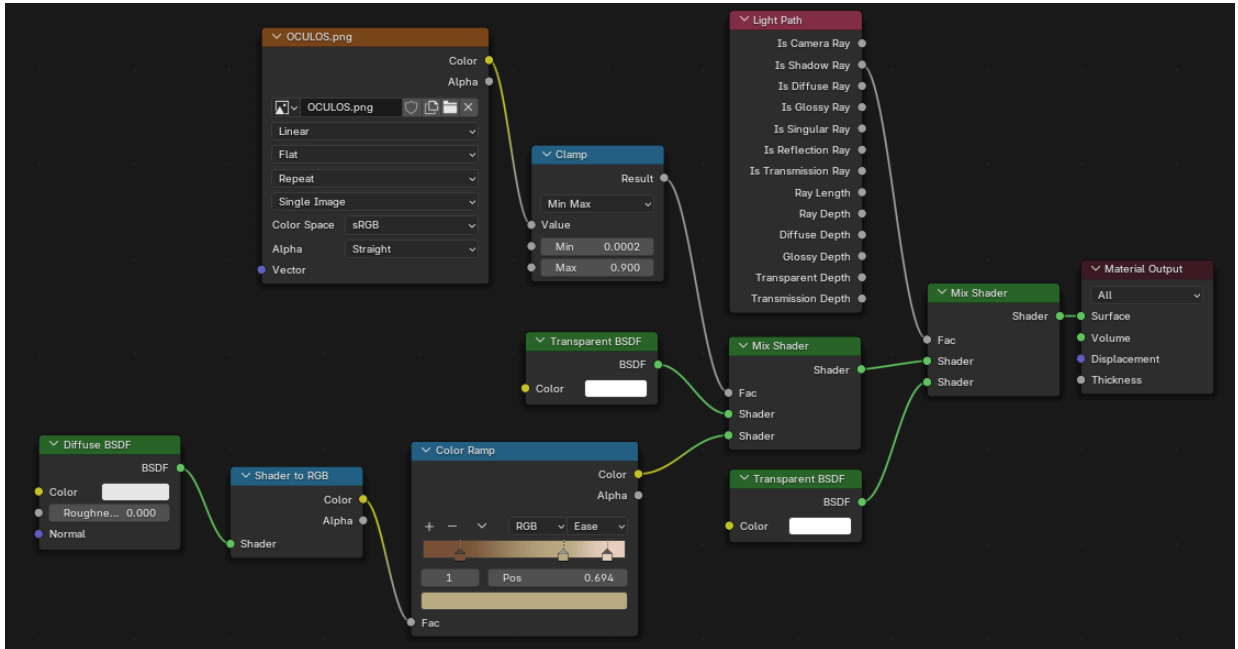 OCULOS.png
Color
Alpha
OCULOS.png
Linear
Flat
Repeat
Single Image
Color Space sRGB
Alpha Straight
Vector
Clamp
Result
Min Max
Value
Min 0.0002
Max 0.900
Light Path
Is Camera Ray
Is Shadow Ray
Is Diffuse Ray
Is Glossy Ray
Is Singular Ray
Is Reflection Ray
Is Transmission Ray
Ray Length
Ray Depth
Diffuse Depth
Glossy Depth
Transparent Depth
Transmission Depth
Mix Shader
Shader
Fac
Shader
Shader
Material Output
All
Surface
Volume
Displacement
Thickness
Transparent BSDF
BSDF
Color
Mix Shader
Shader
Fac
Shader
Shader
Diffuse BSDF
BSDF
Color
Roughne... 0.000
Normal
Shader to RGB
Color
Alpha
Shader
Color Ramp
Color
Alpha
RGB Ease
1 Pos 0.694
Fac
Transparent BSDF
BSDF
Color